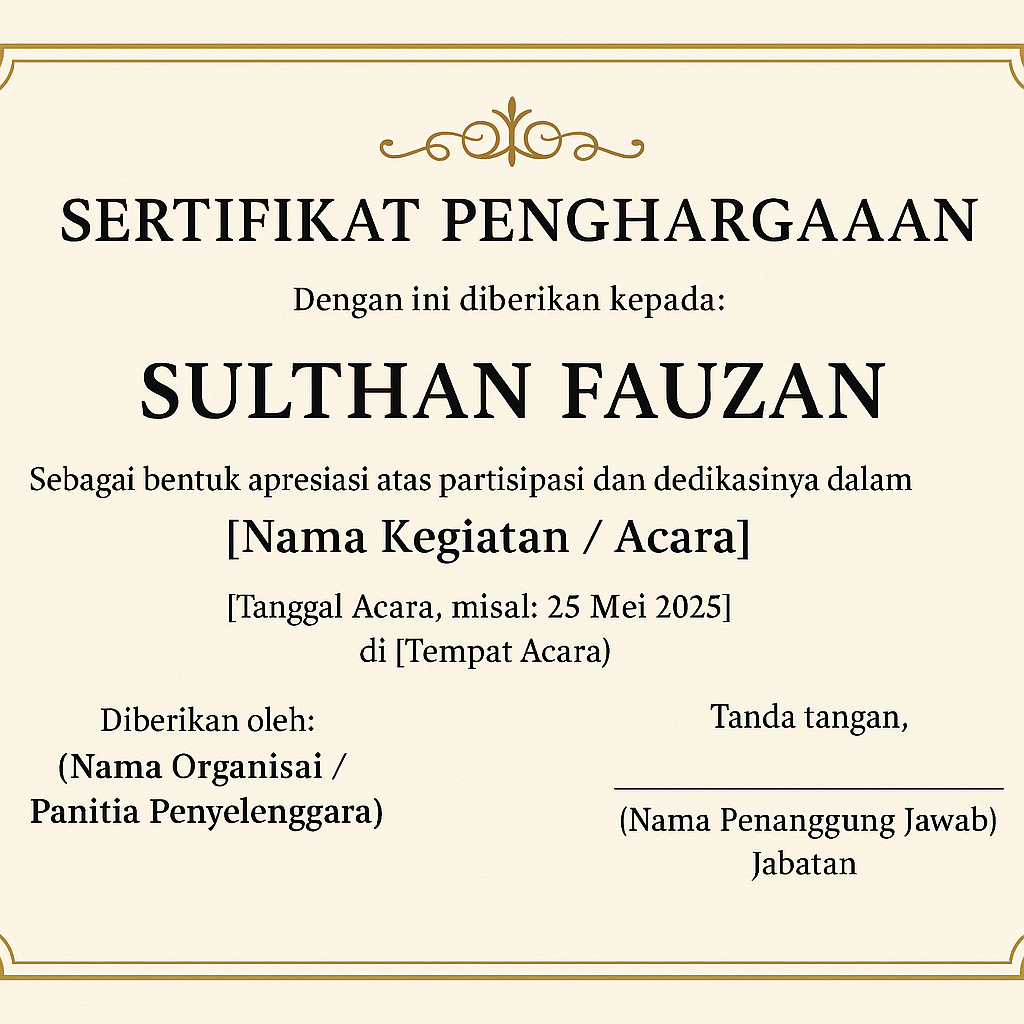 SERTIFIKAT PENGHARGAAAN
Dengan ini diberikan kepada:
SULTHAN FAUZAN
Sebagai bentuk apresiasi atas partisipasi dan dedikasinya dalam
[Nama Kegiatan / Acara]
[Tanggal Acara, misal: 25 Mei 2025]
di [Tempat Acara)
Diberikan oleh:
(Nama Organisai /
Panitia Penyelenggara)
Tanda tangan,
(Nama Penanggung Jawab)
Jabatan